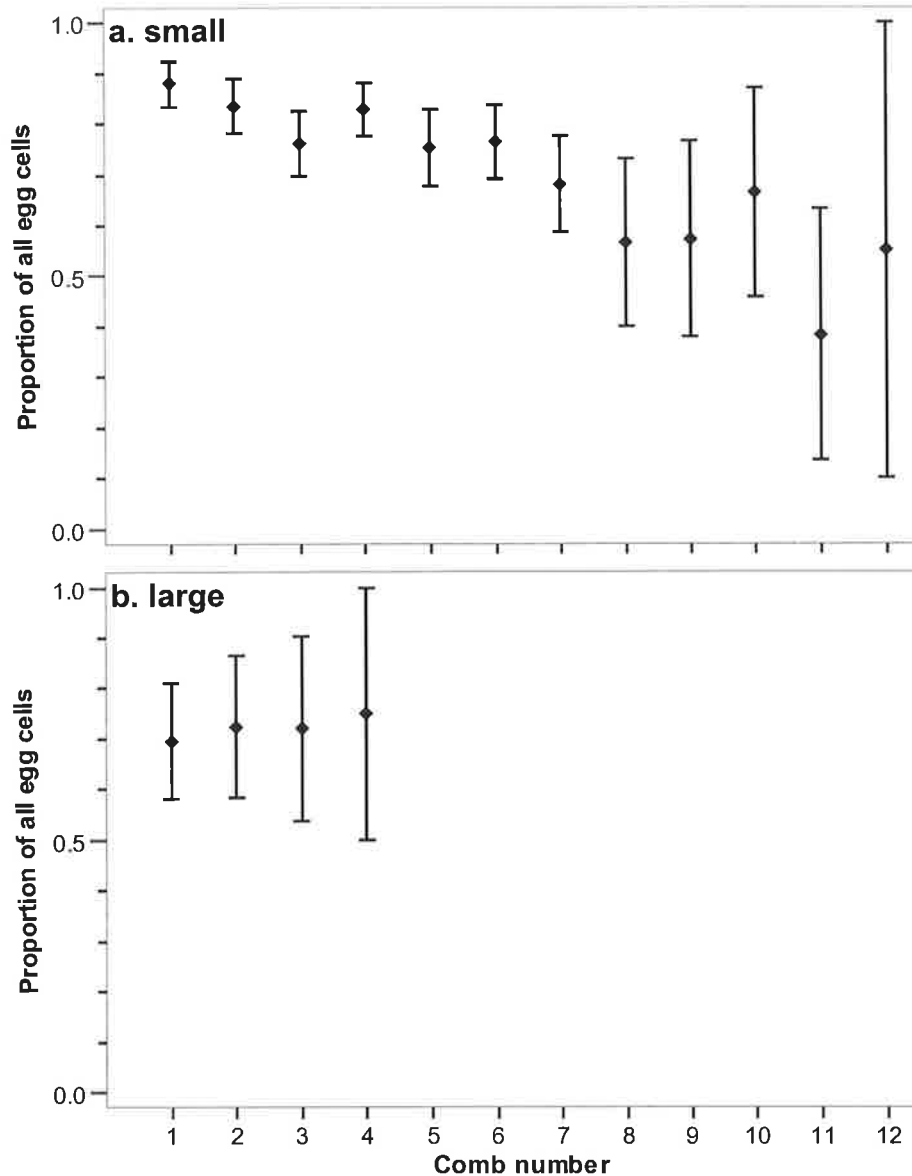 a. small
1.0
0.5
0.0
Proportion of all egg cells
b. large
1.0
0.5
0.0
Proportion of all egg cells
1 2 3 4 5 6 7 8 9 10 11 12
Comb number